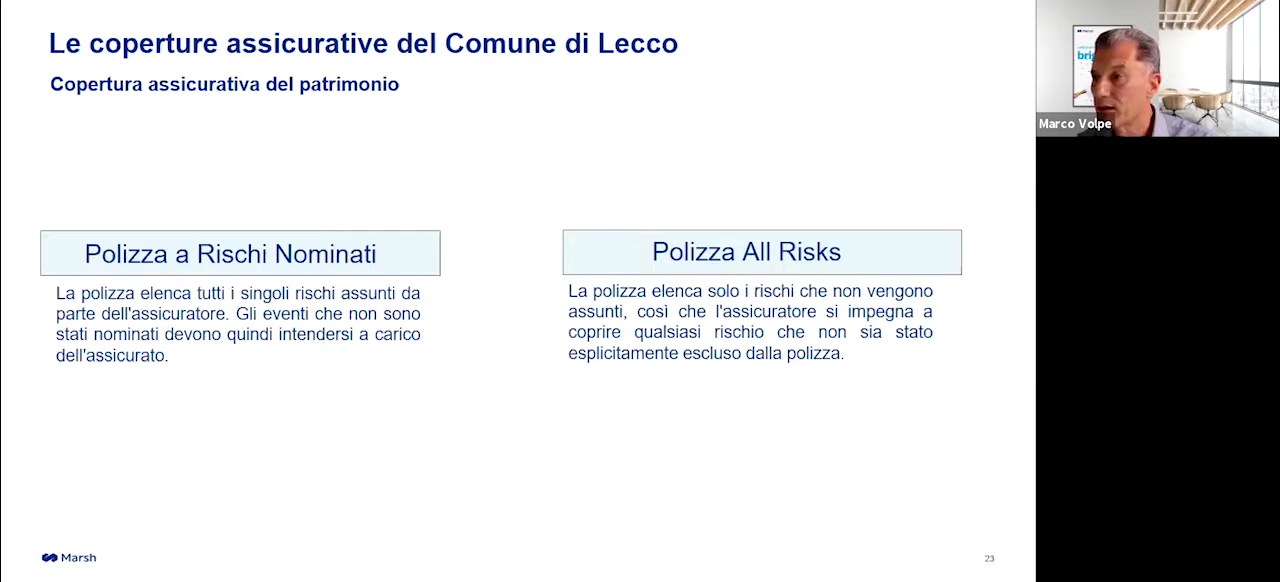 Le coperture assicurative del Comune di Lecco
Copertura assicurativa del patrimonio
Polizza a Rischi Nominati
La polizza elenca tutti i singoli rischi assunti da
parte dell'assicuratore. Gli eventi che non sono
stati nominati devono quindi intendersi a carico
dell'assicurato.
Polizza All Risks
La polizza elenca solo i rischi che non vengono
assunti, così che l'assicuratore si impegna a
coprire qualsiasi rischio che non sia stato
esplicitamente escluso dalla polizza.
Marsh
23
Marco Volpe